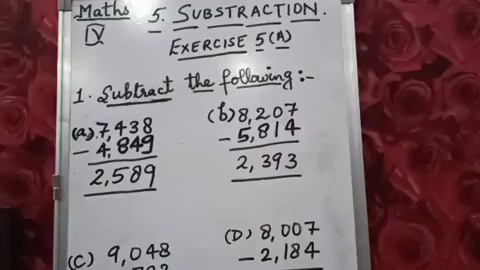 Maths 5. SUBSTRACTION.
V EXERCISE 5(A)
1. Subtract the following:-
(a) 7,438
- 4,849
2,589
(b) 8,207
- 5,814
2,393
(C) 9,048
(D) 8,007
- 2,184